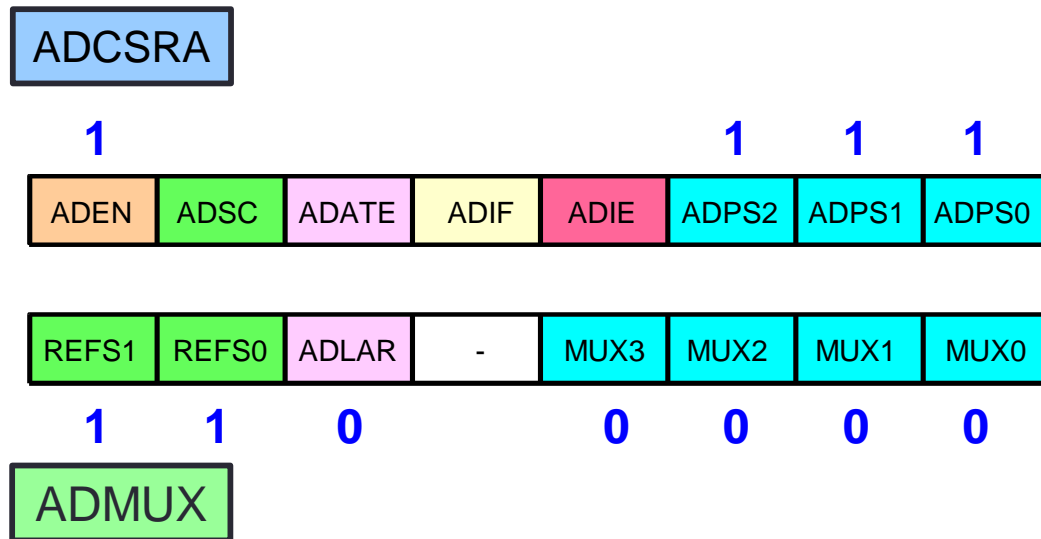 ADCSRA
1 1 1 1
ADEN ADSC ADATE ADIF ADIE ADPS2 ADPS1 ADPS0
REFS1 REFS0 ADLAR - MUX3 MUX2 MUX1 MUX0
1 1 0 0 0 0 0
ADMUX